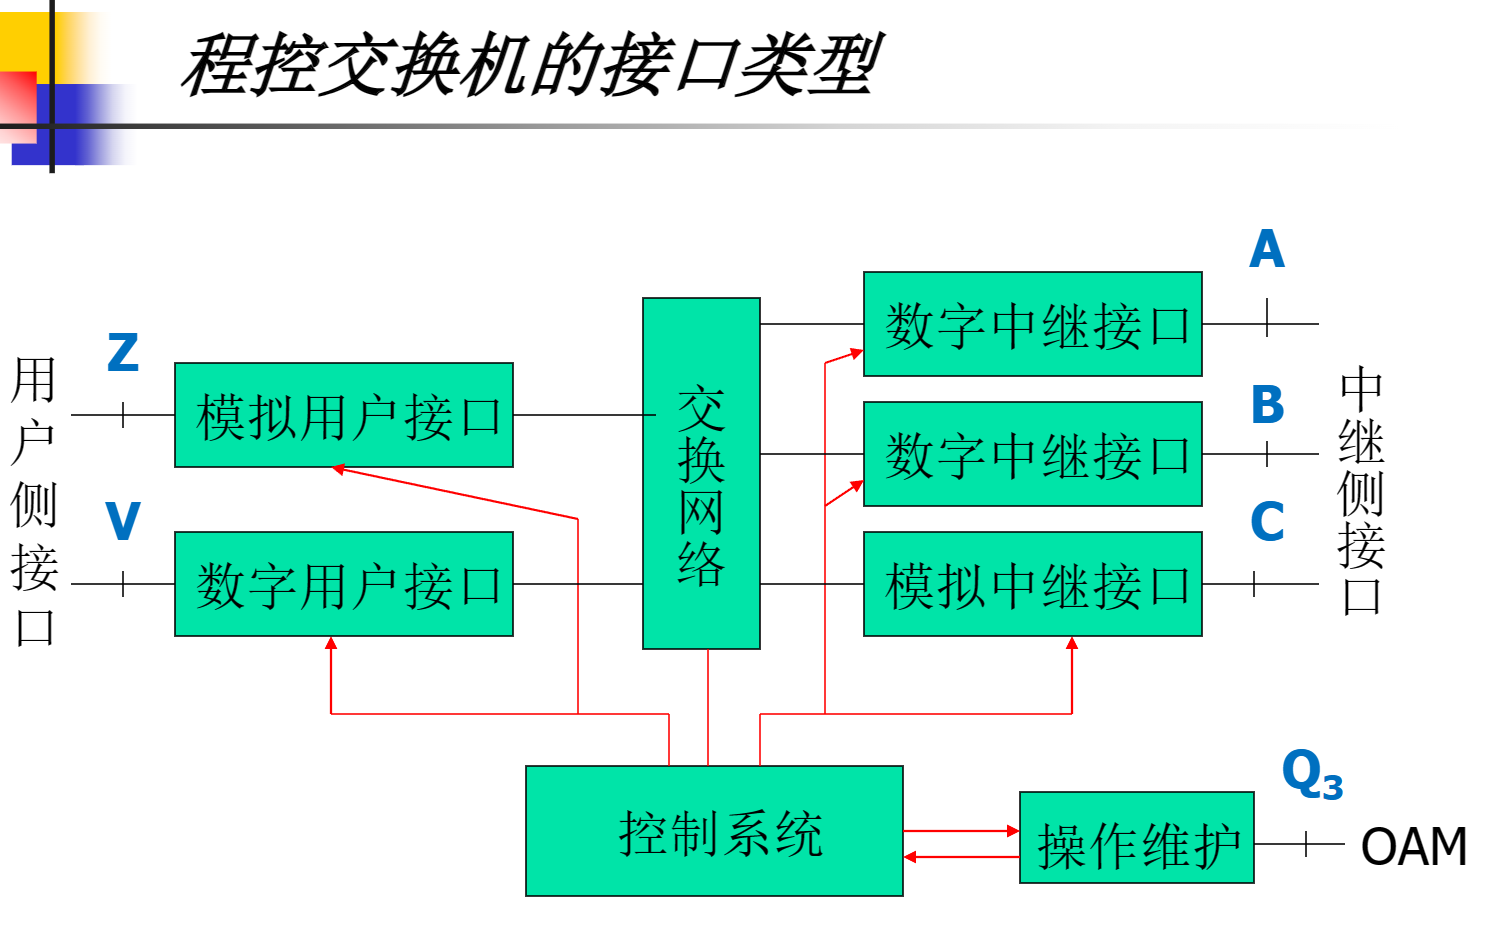 程控交换机的接口类型
用户侧接口
Z
模拟用户接口
V
数字用户接口
交换网络
数字中继接口
A
数字中继接口
B
模拟中继接口
C
中继侧接口
控制系统
操作维护
Q3
OAM